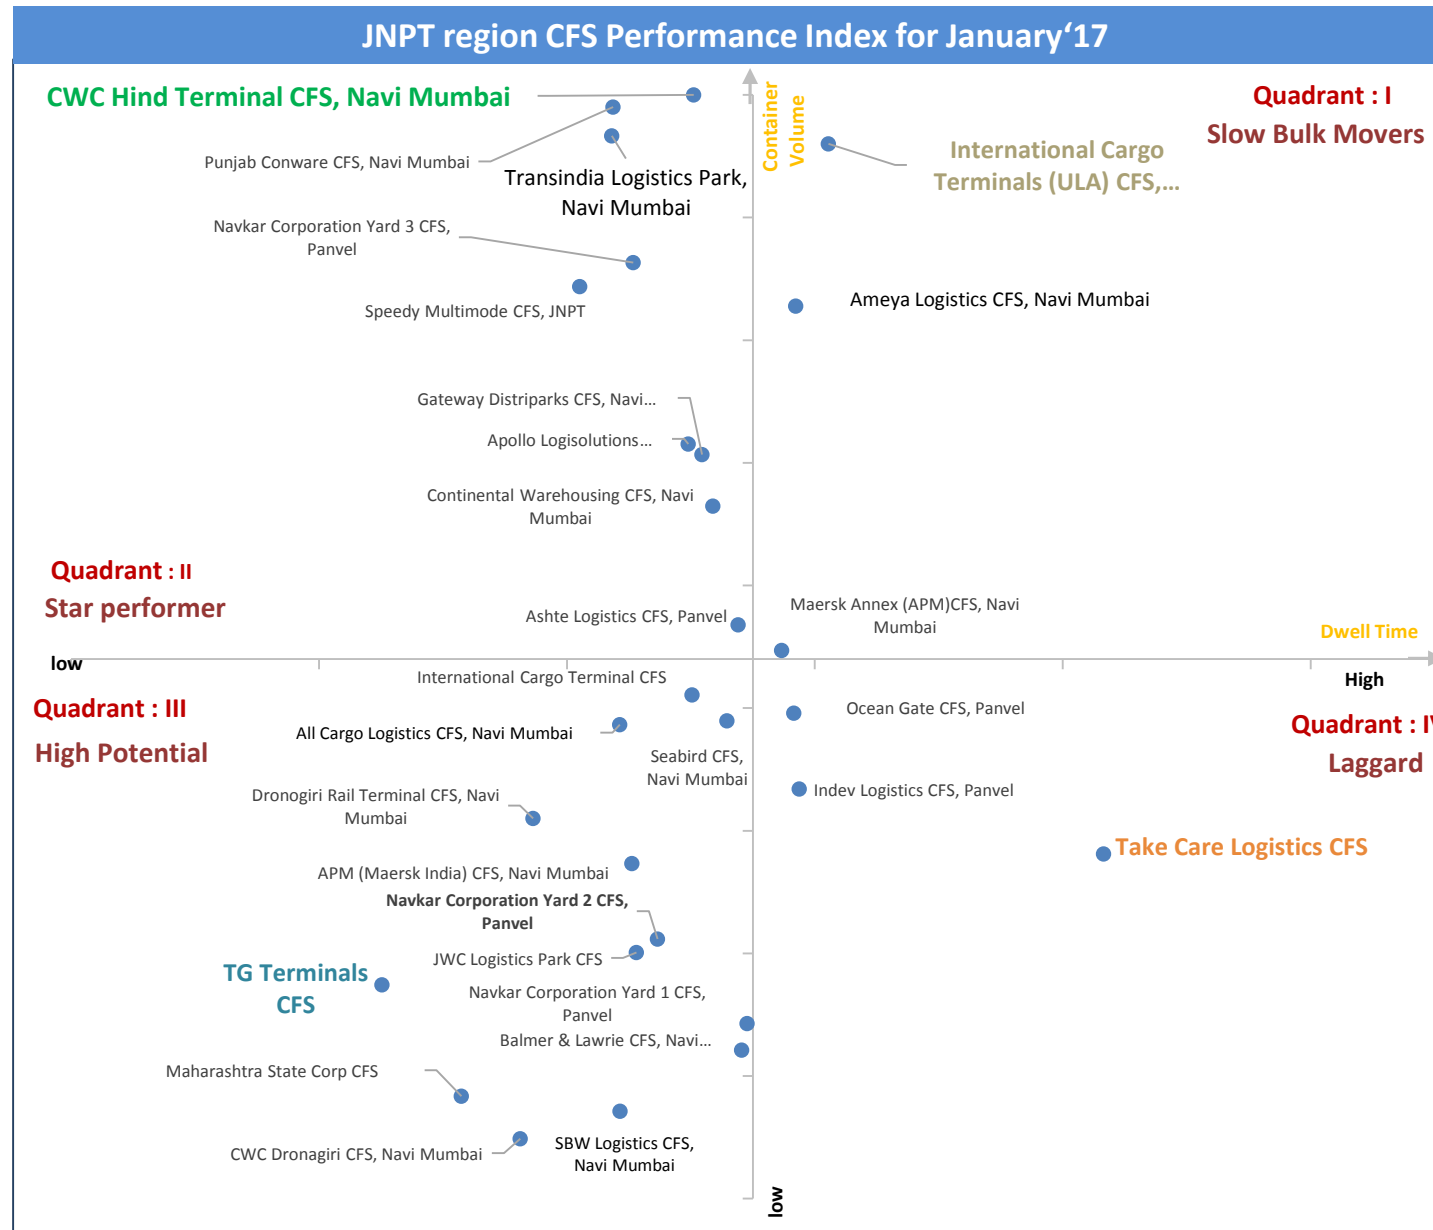 JNPT region CFS Performance Index for January‘17
CWC Hind Terminal CFS, Navi Mumbai
Container
Volume
Quadrant : I
Slow Bulk Movers
Punjab Conware CFS, Navi Mumbai
Transindia Logistics Park,
Navi Mumbai
International Cargo
Terminals (ULA) CFS,...
Navkar Corporation Yard 3 CFS,
Panvel
Speedy Multimode CFS, JNPT
Ameya Logistics CFS, Navi Mumbai
Gateway Distriparks CFS, Navi...
Apollo Logisolutions...
Continental Warehousing CFS, Navi
Mumbai
Quadrant : II
Star performer
Ashte Logistics CFS, Panvel
Maersk Annex (APM)CFS, Navi
Mumbai
Dwell Time
low
High
International Cargo Terminal CFS
Quadrant : III
High Potential
All Cargo Logistics CFS, Navi Mumbai
Seabird CFS,
Navi Mumbai
Ocean Gate CFS, Panvel
Quadrant : IV
Laggard
Dronogiri Rail Terminal CFS, Navi
Mumbai
Indev Logistics CFS, Panvel
Take Care Logistics CFS
APM (Maersk India) CFS, Navi Mumbai
Navkar Corporation Yard 2 CFS,
Panvel
JWC Logistics Park CFS
TG Terminals
CFS
Navkar Corporation Yard 1 CFS,
Panvel
Balmer & Lawrie CFS, Navi...
Maharashtra State Corp CFS
CWC Dronagiri CFS, Navi Mumbai
SBW Logistics CFS,
Navi Mumbai
low